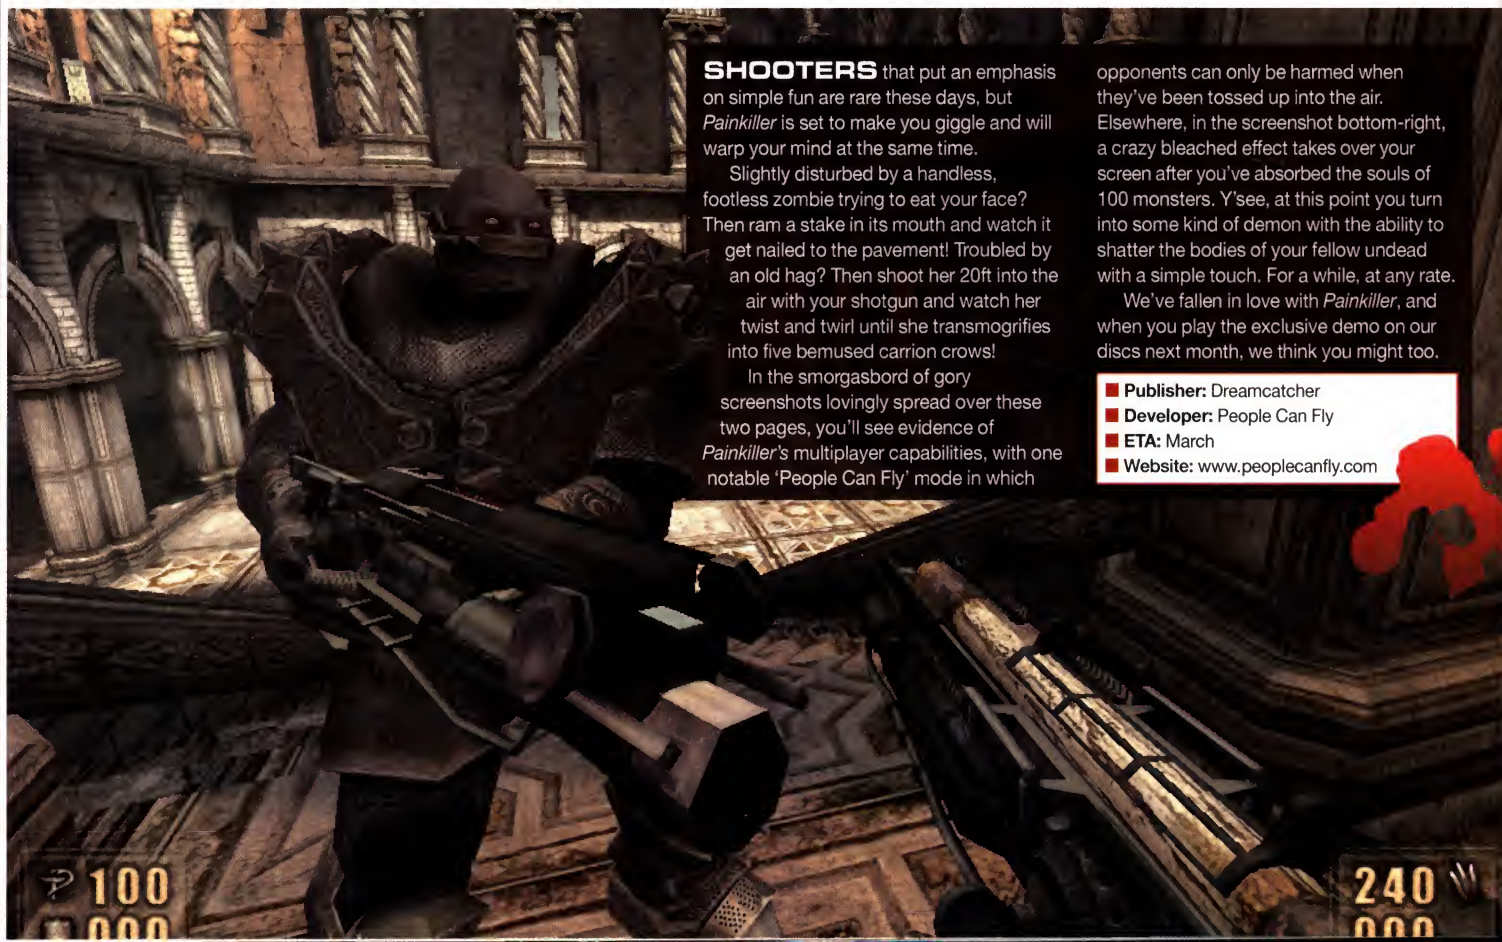 SHOOTERS that put an emphasis
on simple fun are rare these days, but
Painkiller is set to make you giggle and will
warp your mind at the same time.
Slightly disturbed by a handless,
footless zombie trying to eat your face?
Then ram a stake in its mouth and watch it
get nailed to the pavement! Troubled by
an old hag? Then shoot her 20ft into the
air with your shotgun and watch her
twist and twirl until she transmogrifies
into five bemused carrion crows!
In the smorgasbord of gory
screenshots lovingly spread over these
two pages, you'll see evidence of
Painkiller's multiplayer capabilities, with one
notable 'People Can Fly' mode in which
opponents can only be harmed when
they've been tossed up into the air.
Elsewhere, in the screenshot bottom-right,
a crazy bleached effect takes over your
screen after you've absorbed the souls of
100 monsters. Y'see, at this point you turn
into some kind of demon with the ability to
shatter the bodies of your fellow undead
with a simple touch. For a while, at any rate.
We've fallen in love with Painkiller, and
when you play the exclusive demo on our
discs next month, we think you might too.
Publisher: Dreamcatcher
Developer: People Can Fly
ETA: March
Website: www.peoplecanfly.com
100
240